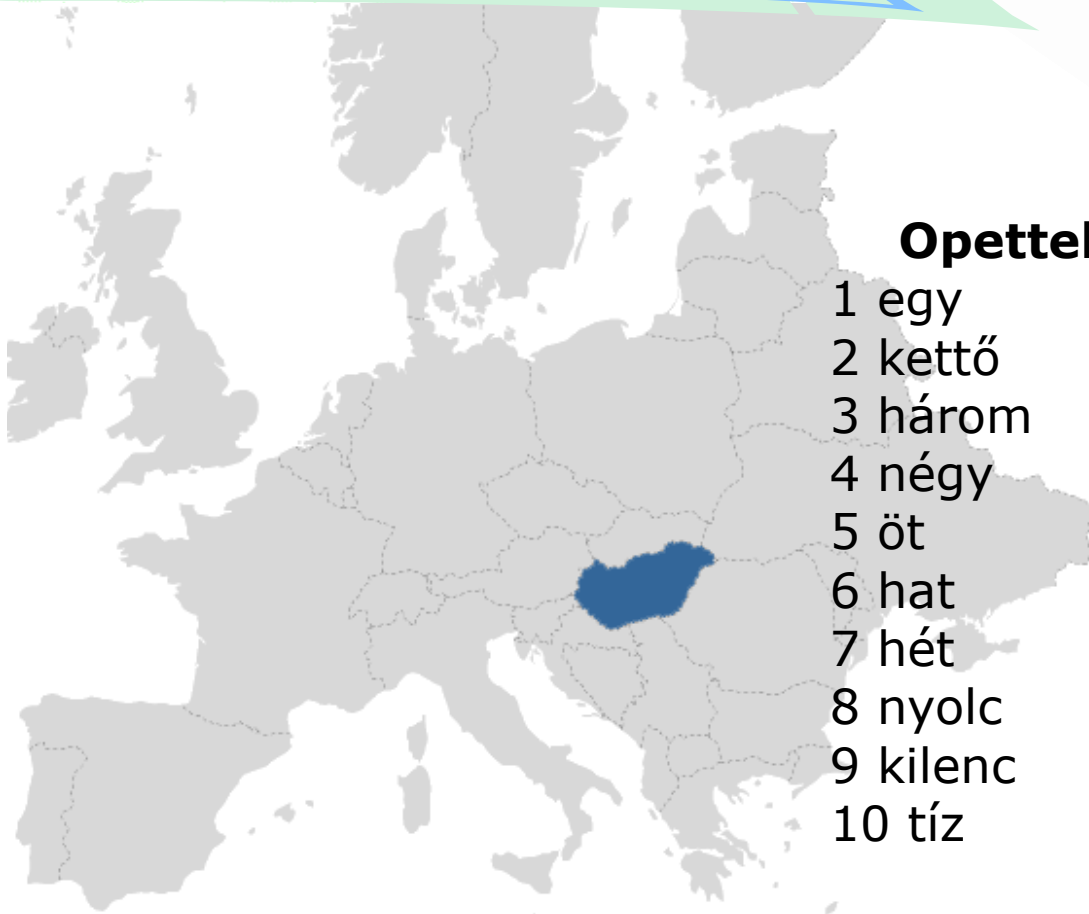 Opettel
1 egy
2 kettő
3 három
4 négy
5 öt
6 hat
7 hét
8 nyolc
9 kilenc
10 tíz